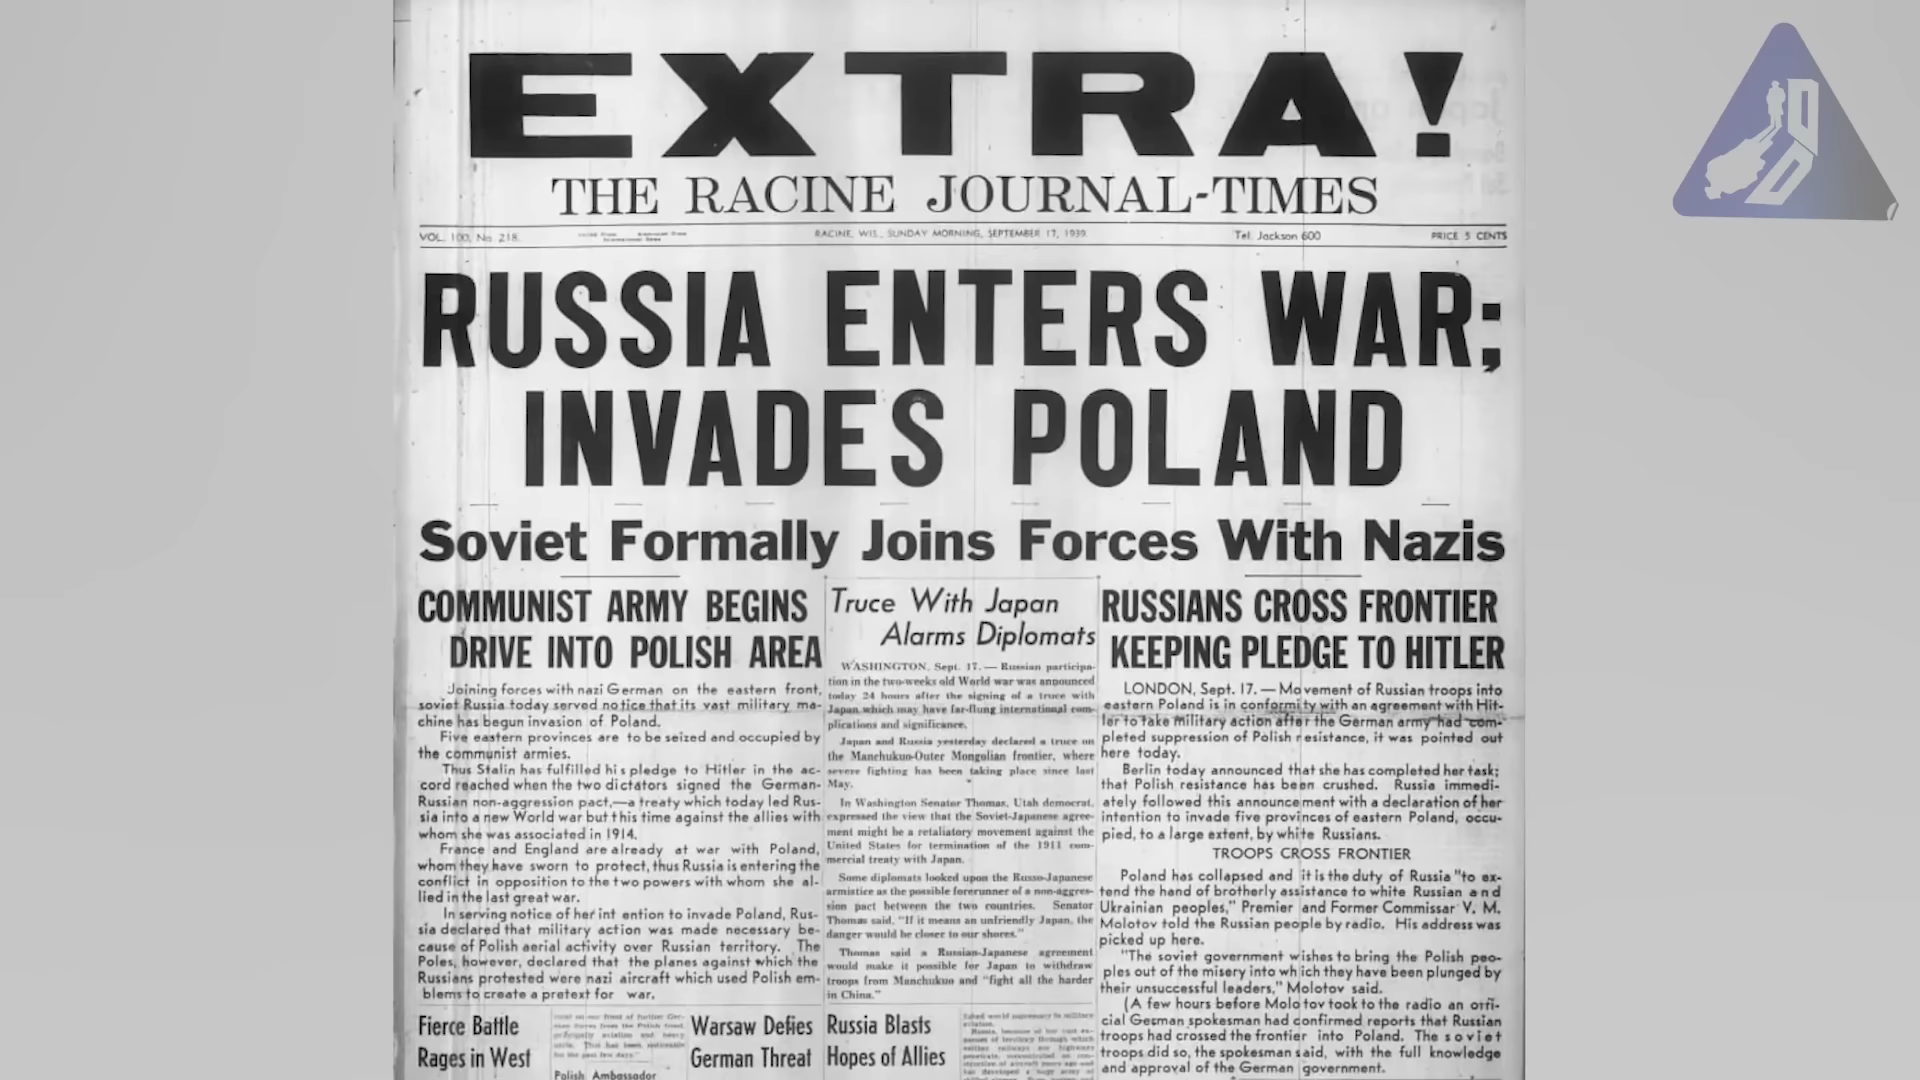 EXTRA!
THE RACINE JOURNAL-TIMES
VOL. 100, No. 218.
RACINE, WIS., SUNDAY MORNING, SEPTEMBER 17, 1939.
Tel. Jackson 600
PRICE 5 CENTS
RUSSIA ENTERS WAR;
INVADES POLAND
Soviet Formally Joins Forces With Nazis
COMMUNIST ARMY BEGINS
DRIVE INTO POLISH AREA
Joining forces with nazi German on the eastern front,
soviet Russia today served notice that its vast military ma-
chine has begun invasion of Poland.
Five eastern provinces are to be seized and occupied by
the communist armies.
Thus Stalin has fulfilled his pledge to Hitler in the ac-
cord reached when the two dictators signed the German-
Russian non-aggression pact,—a treaty which today led Rus-
sia into a new World war but this time against the allies with
whom she was associated in 1914.
France and England are already at war with Poland,
whom they have sworn to protect, thus Russia is entering the
conflict in opposition to the two powers with whom she al-
lied in the last great war.
In serving notice of her int ention to invade Poland, Rus-
sia declared that military action was made necessary be-
cause of Polish aerial activity over Russian territory. The
Poles, however, declared that the planes against which the
Russians protested were nazi aircraft which used Polish em-
blems to create a pretext for war.
Fierce Battle
Rages in West
Polish Ambassador
Warsaw Defies
German Threat
Truce With Japan
Alarms Diplomats
WASHINGTON, Sept. 17.—Russian participa-
tion in the two-weeks old World war was announced
today 24 hours after the signing of a truce with
Japan which may have far-flung international com-
plications and significance.
Japan and Russia yesterday declared a truce on
the Manchukuo-Outer Mongolian frontier, where
severe fighting has been taking place since last
May.
In Washington Senator Thomas, Utah democrat,
expressed the view that the Soviet-Japanese agree-
ment might be a retaliatory movement against the
United States for termination of the 1911 com-
mercial treaty with Japan.
Some diplomats looked upon the Russo-Japanese
armistice as the possible forerunner of a non-aggres-
sion pact between the two countries. Senator
Thomas said, "If it means an unfriendly Japan, the
danger would be closer to our shores."
Thomas said a Russian-Japanese agreement
would make it possible for Japan to withdraw
troops from Manchukuo and "fight all the harder
in China."
Russia Blasts
Hopes of Allies
RUSSIANS CROSS FRONTIER
KEEPING PLEDGE TO HITLER
LONDON, Sept. 17. — Movement of Russian troops into
eastern Poland is in conformity with an agreement with Hit-
ler to take military action after the German army had com-
pleted suppression of Polish resistance, it was pointed out
here today.
Berlin today announced that she has completed her task;
that Polish resistance has been crushed. Russia immedi-
ately followed this announcement with a declaration of her
intention to invade five provinces of eastern Poland, occu-
pied, to a large extent, by white Russians.
TROOPS CROSS FRONTIER
Poland has collapsed and it is the duty of Russia "to ex-
tend the hand of brotherly assistance to white Russian and
Ukrainian peoples," Premier and Former Commissar V. M.
Molotov told the Russian people by radio. His address was
picked up here.
"The soviet government wishes to bring the Polish peo-
ples out of the misery into which they have been plunged by
their unsuccessful leaders," Molotov said.
(A few hours before Molotov took to the radio an offi-
cial German spokesman had confirmed reports that Russian
troops had crossed the frontier into Poland. The soviet
troops did so, the spokesman said, with the full knowledge
and approval of the German government.